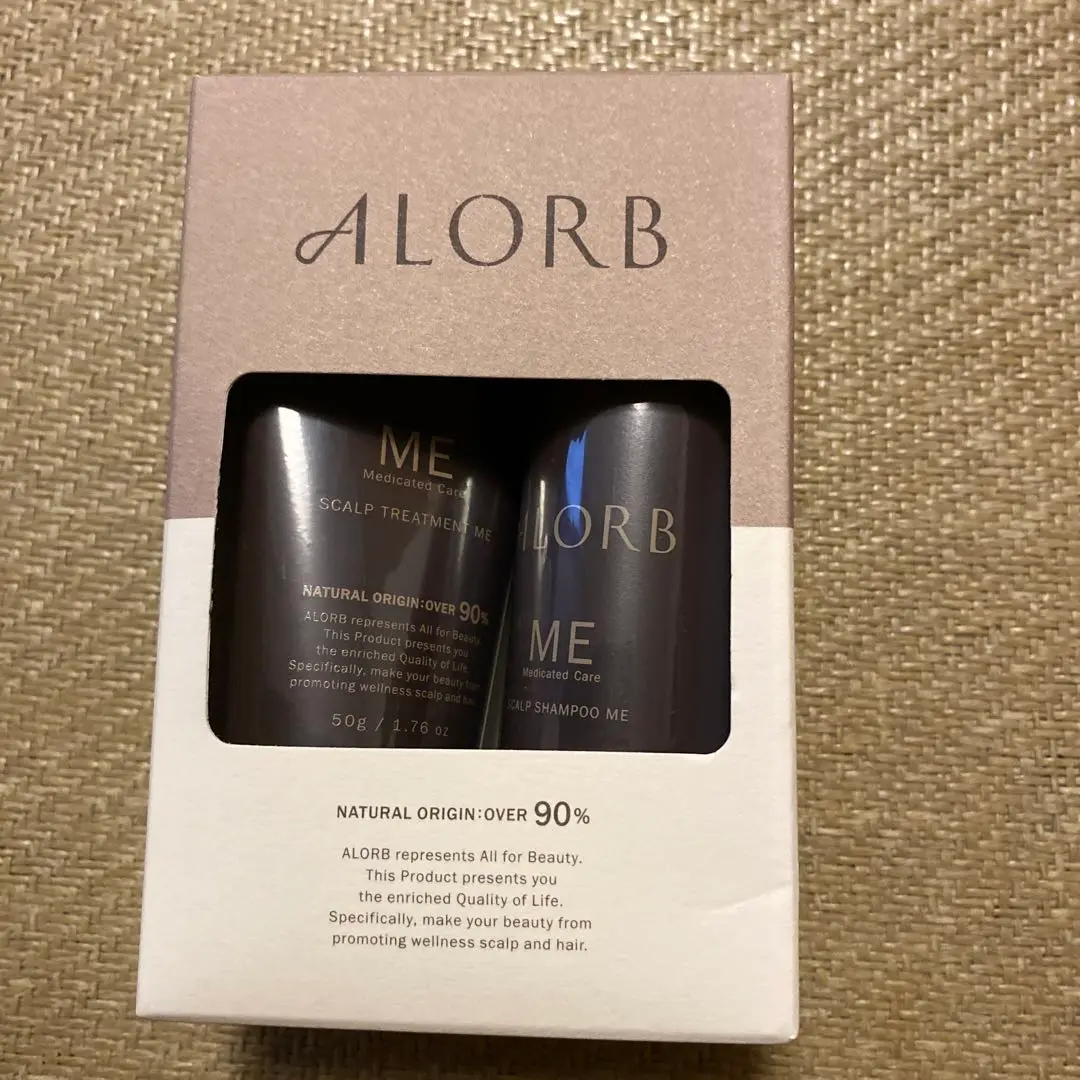 ALORB
ME
Medicated Care
SCALP TREATMENT ME
NATURAL ORIGIN:OVER 90%
ALORB represents All for Beauty.
This Product presents you
the enriched Quality of Life.
Specifically, make your beauty from
promoting wellness scalp and hair.
50g / 1.76 oz
ALORB
ME
Medicated Care
SCALP SHAMPOO ME
NATURAL ORIGIN:OVER 90%
ALORB represents All for Beauty.
This Product presents you
the enriched Quality of Life.
Specifically, make your beauty from
promoting wellness scalp and hair.